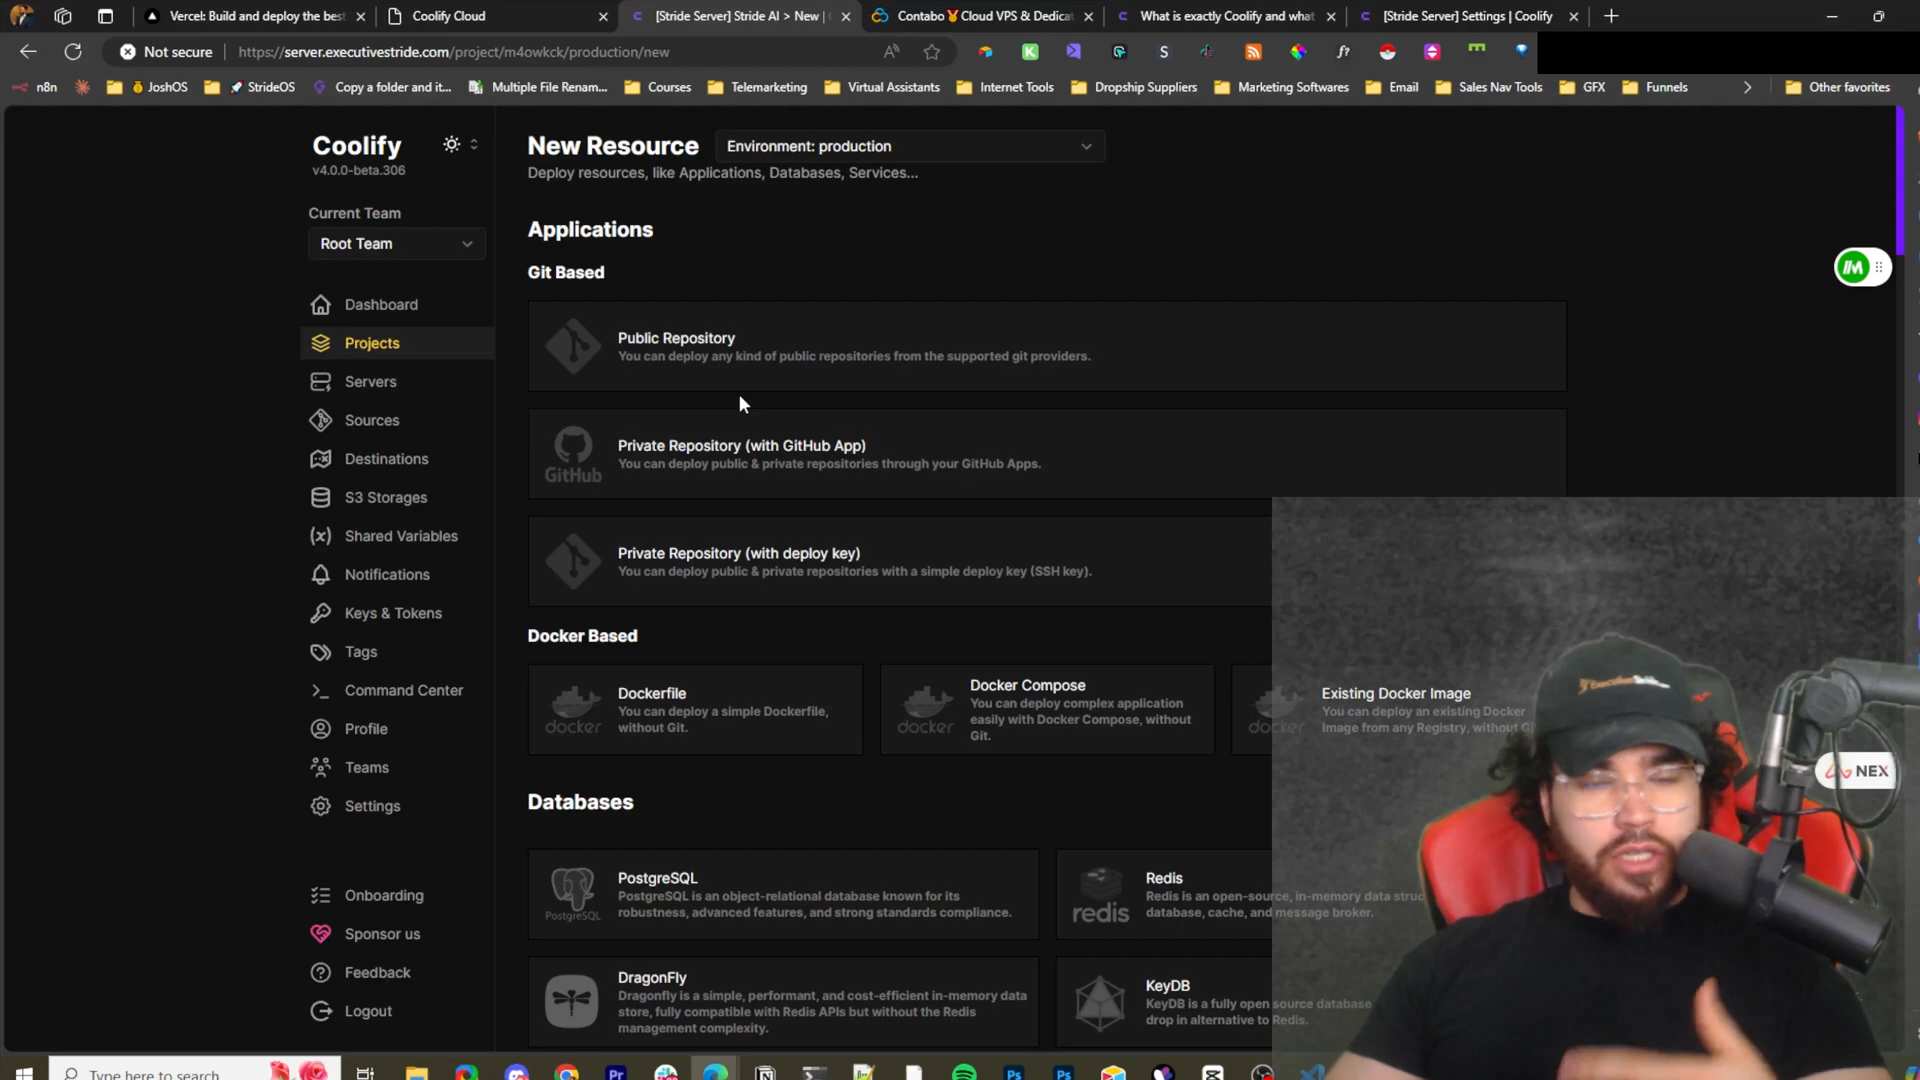 Vercel: Build and deploy the best
Coolify Cloud
[Stride Server] Stride AI > New |
Contabo🏅Cloud VPS & Dedica
What is exactly Coolify and what
[Stride Server] Settings | Coolify
Not secure
https://server.executivestride.com/project/m4owkck/production/new
n8n
JoshOS
StrideOS
Copy a folder and it...
Multiple File Renam...
Courses
Telemarketing
Virtual Assistants
Internet Tools
Dropship Suppliers
Marketing Softwares
Email
Sales Nav Tools
GFX
Funnels
Other favorites
Coolify
v4.0.0-beta.306
Current Team
Root Team
Dashboard
Projects
Servers
Sources
Destinations
S3 Storages
Shared Variables
Notifications
Keys & Tokens
Tags
Command Center
Profile
Teams
Settings
Onboarding
Sponsor us
Feedback
Logout
New Resource
Environment: production
Deploy resources, like Applications, Databases, Services...
Applications
Git Based
Public Repository
You can deploy any kind of public repositories from the supported git providers.
GitHub
Private Repository (with GitHub App)
You can deploy public & private repositories through your GitHub Apps.
Private Repository (with deploy key)
You can deploy public & private repositories with a simple deploy key (SSH key).
Docker Based
docker
Dockerfile
You can deploy a simple Dockerfile,
without Git.
docker
Docker Compose
You can deploy complex application
easily with Docker Compose, without
Git.
docker
Existing Docker Image
You can deploy an existing Docker
Image from any Registry, without G
Databases
PostgreSQL
PostgreSQL
PostgreSQL is an object-relational database known for its
robustness, advanced features, and strong standards compliance.
redis
Redis
Redis is an open-source, in-memory data struc
database, cache, and message broker.
DragonFly
Dragonfly is a simple, performant, and cost-efficient in-memory data
store, fully compatible with Redis APIs but without the Redis
management complexity.
KeyDB
KeyDB is a fully open source database
drop in alternative to Redis.
NEX
Type here to search
Pr
Ps
Ps